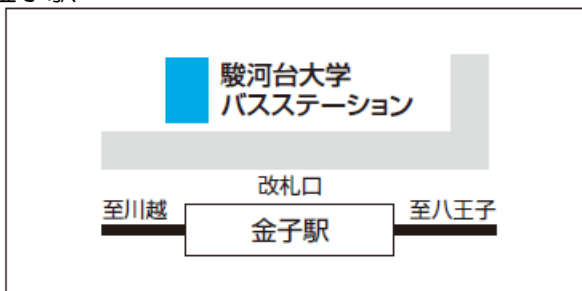 駿河台大学
バスステーション
改札口
至川越
至八王子
金子駅